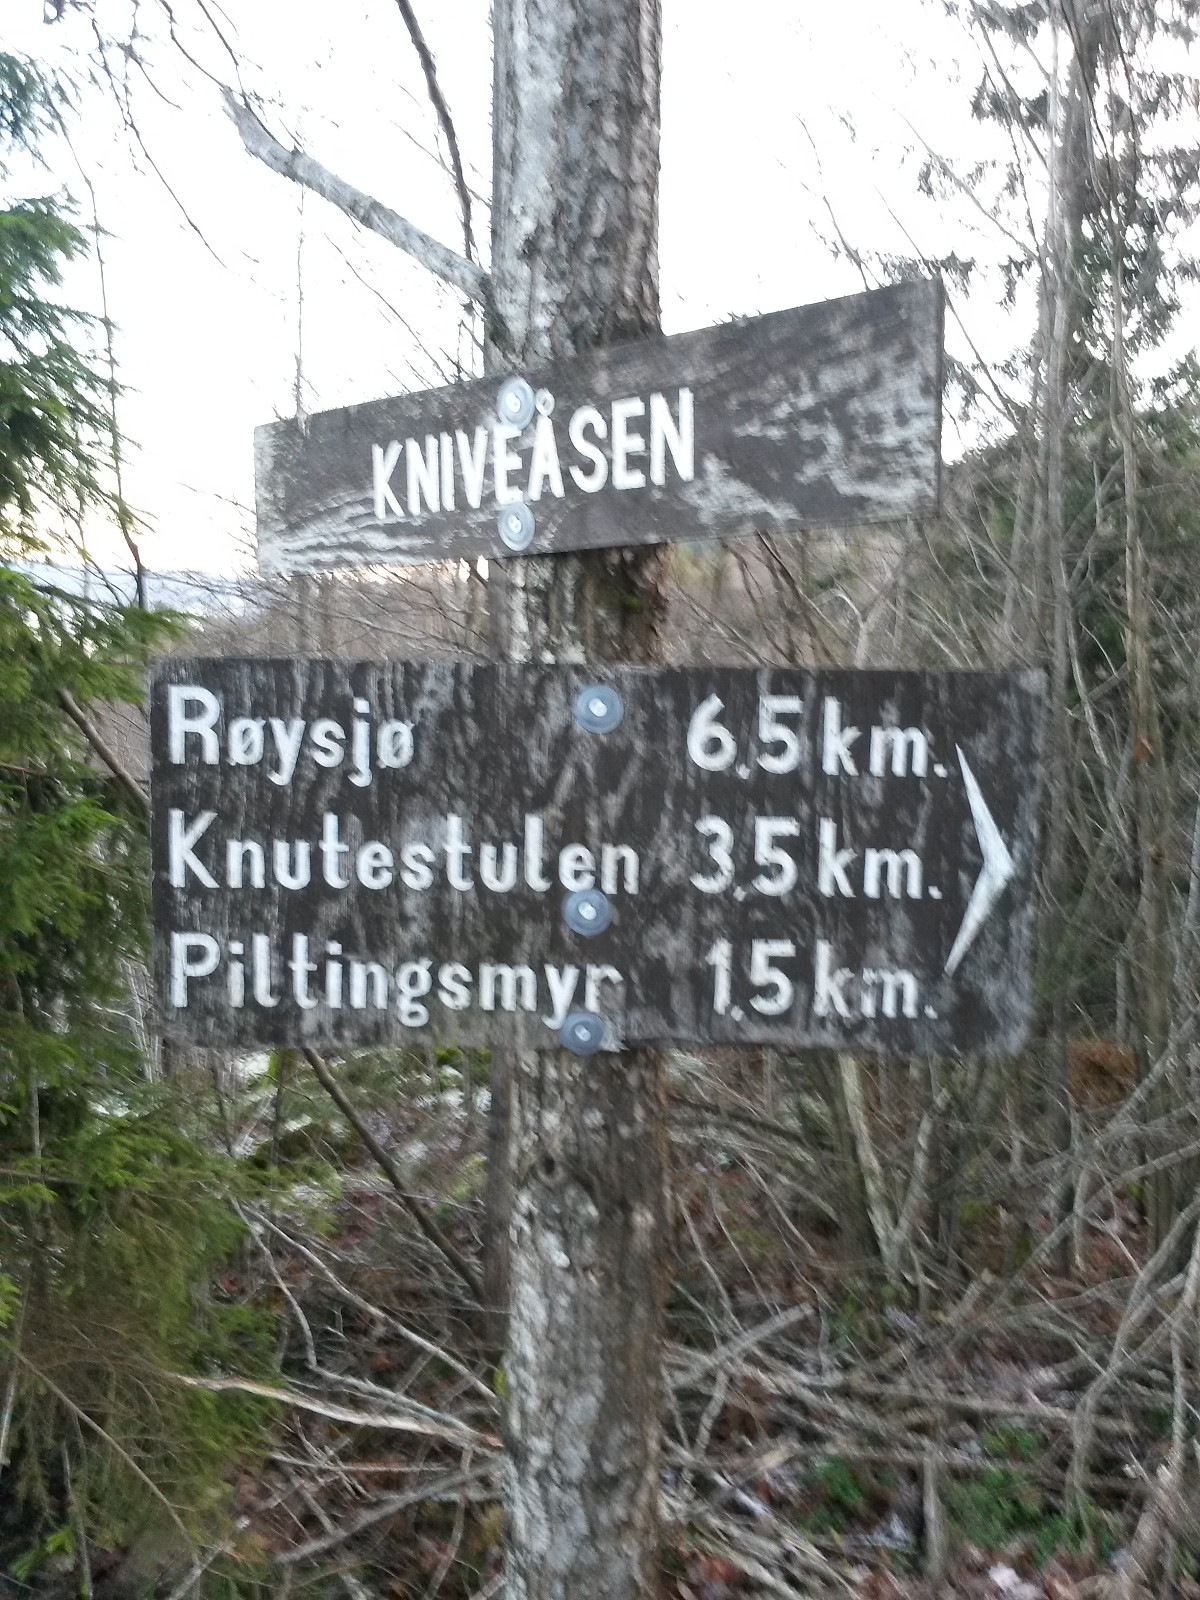 KNIVEÅSEN
Røysjø 6,5 km.
Knutestulen 3,5 km.
Piltingsmyr 1,5 km.